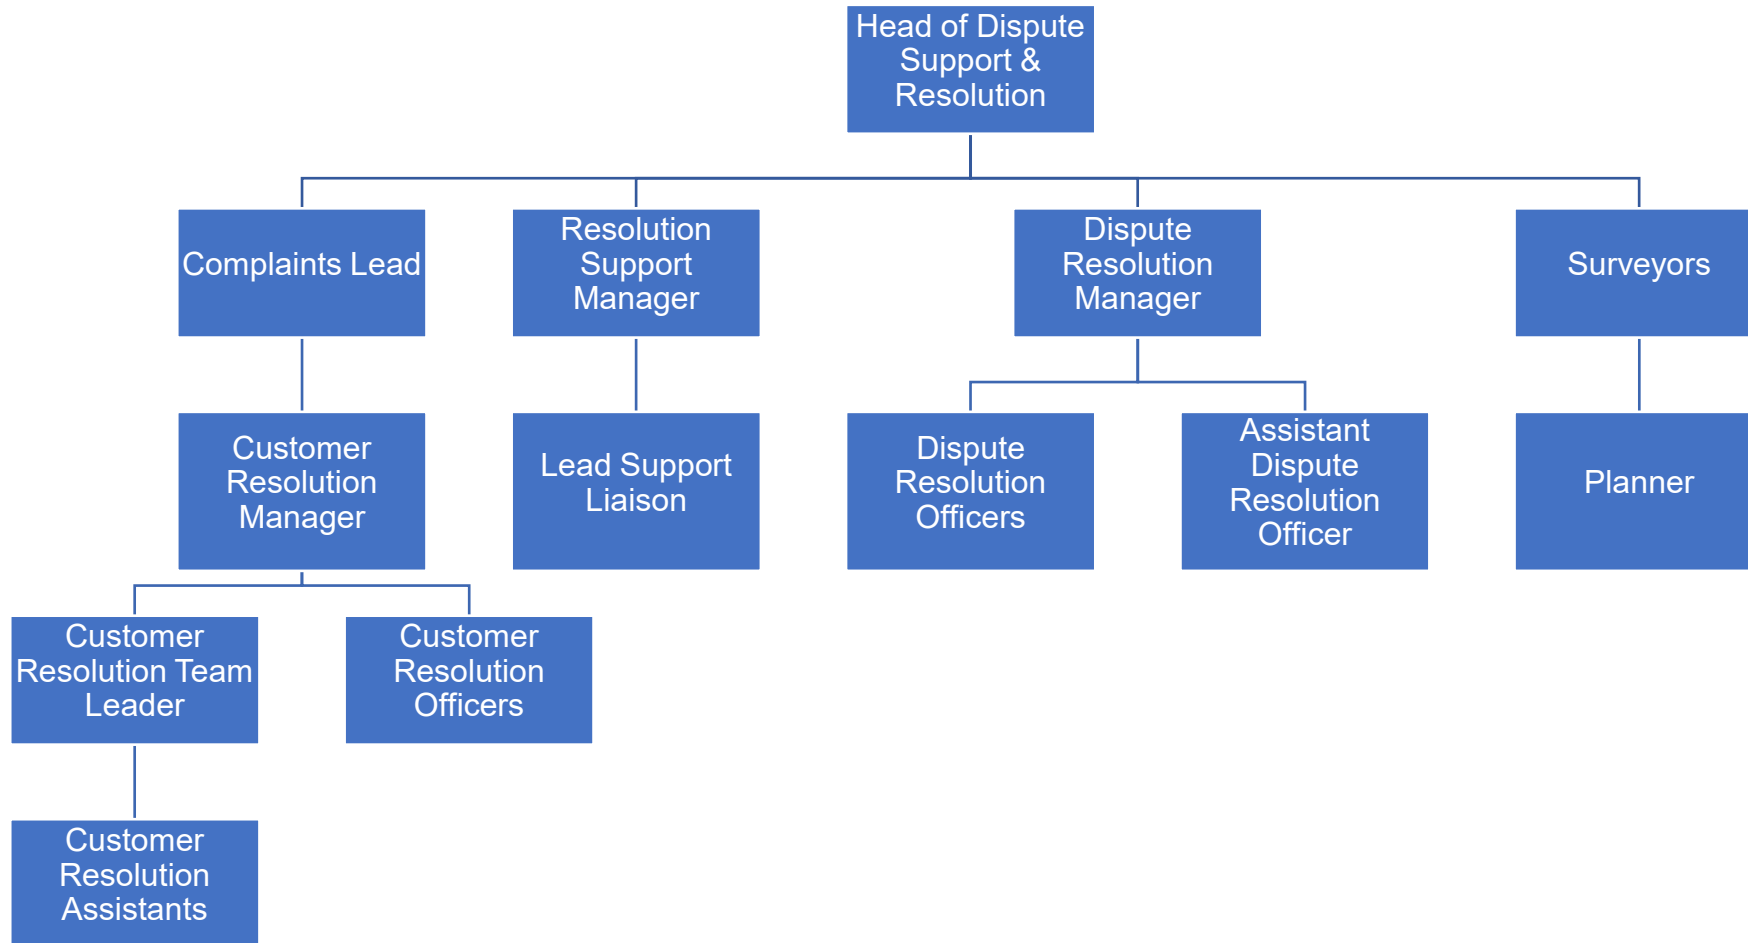 Head of Dispute
Support &
Resolution
Complaints Lead
Resolution
Support
Manager
Dispute
Resolution
Manager
Surveyors
Customer
Resolution
Manager
Lead Support
Liaison
Dispute
Resolution
Officers
Assistant
Dispute
Resolution
Officer
Planner
Customer
Resolution Team
Leader
Customer
Resolution
Officers
Customer
Resolution
Assistants